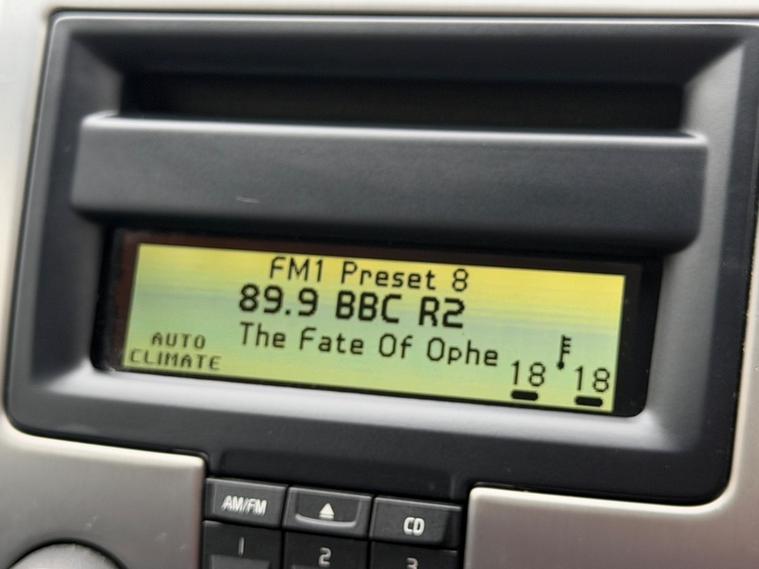 FM1 Preset 8
89.9 BBC R2
The Fate Of Ophe
AUTO
CLIMATE
18 18
AM/FM CD
1 2 3